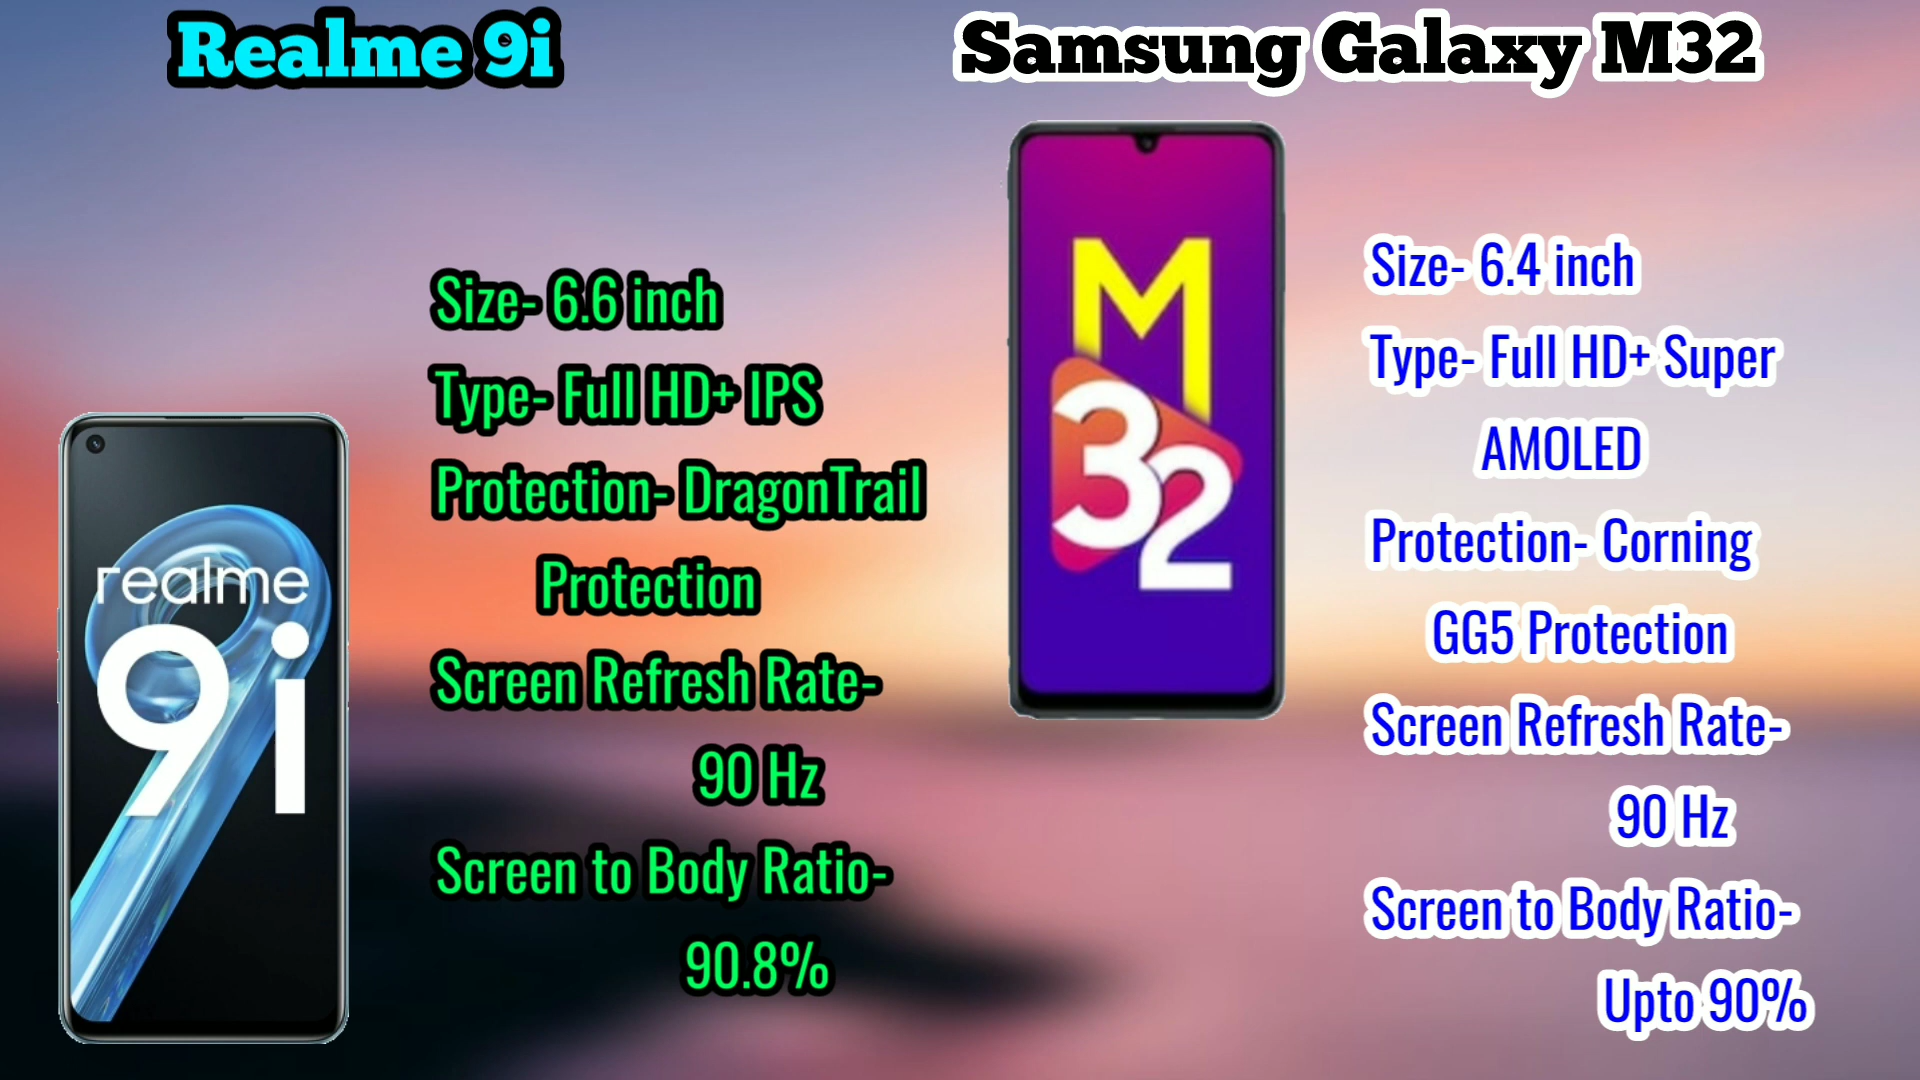 Realme 9i
Samsung Galaxy M32
Size- 6.6 inch
Type- Full HD+ IPS
Protection- DragonTrail
Protection
Screen Refresh Rate-
90 Hz
Screen to Body Ratio-
90.8%
realme
9i
M
32
Size- 6.4 inch
Type- Full HD+ Super
AMOLED
Protection- Corning
GG5 Protection
Screen Refresh Rate-
90 Hz
Screen to Body Ratio-
Upto 90%